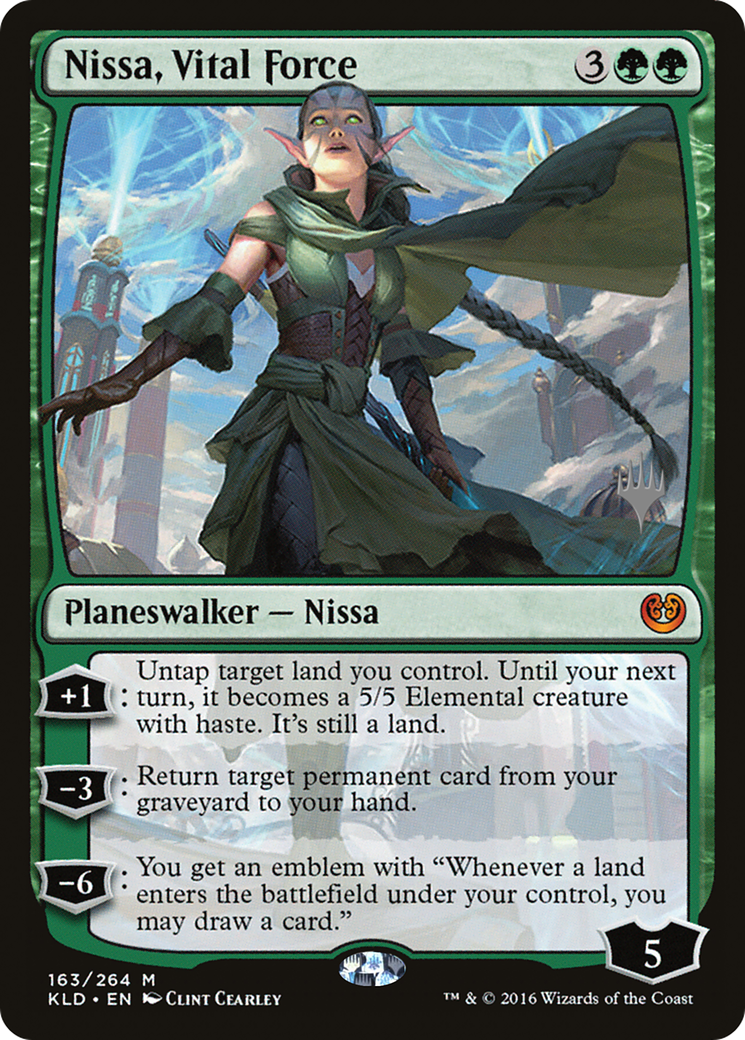 Nissa, Vital Force 3
Planeswalker — Nissa
+1 : Untap target land you control. Until your next
turn, it becomes a 5/5 Elemental creature
with haste. It's still a land.
−3 : Return target permanent card from your
graveyard to your hand.
−6 : You get an emblem with “Whenever a land
enters the battlefield under your control, you
may draw a card.”
5
163/264 M
KLD • EN Clint Cearley ™ & © 2016 Wizards of the Coast